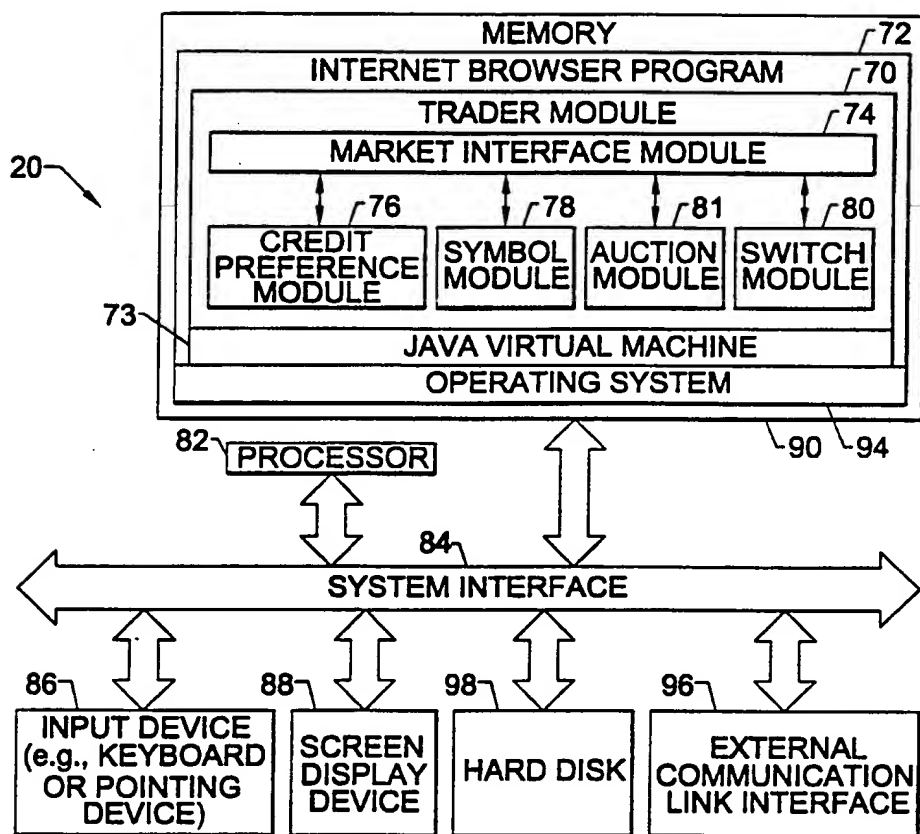 MEMORY
72
INTERNET BROWSER PROGRAM
70
TRADER MODULE
74
MARKET INTERFACE MODULE
20
76
78
81
80
CREDIT
PREFERENCE
MODULE
SYMBOL
MODULE
AUCTION
MODULE
SWITCH
MODULE
73
JAVA VIRTUAL MACHINE
OPERATING SYSTEM
82
PROCESSOR
90
94
84
SYSTEM INTERFACE
86
INPUT DEVICE
(e.g., KEYBOARD
OR POINTING
DEVICE)
88
SCREEN
DISPLAY
DEVICE
98
HARD DISK
96
EXTERNAL
COMMUNICATION
LINK INTERFACE